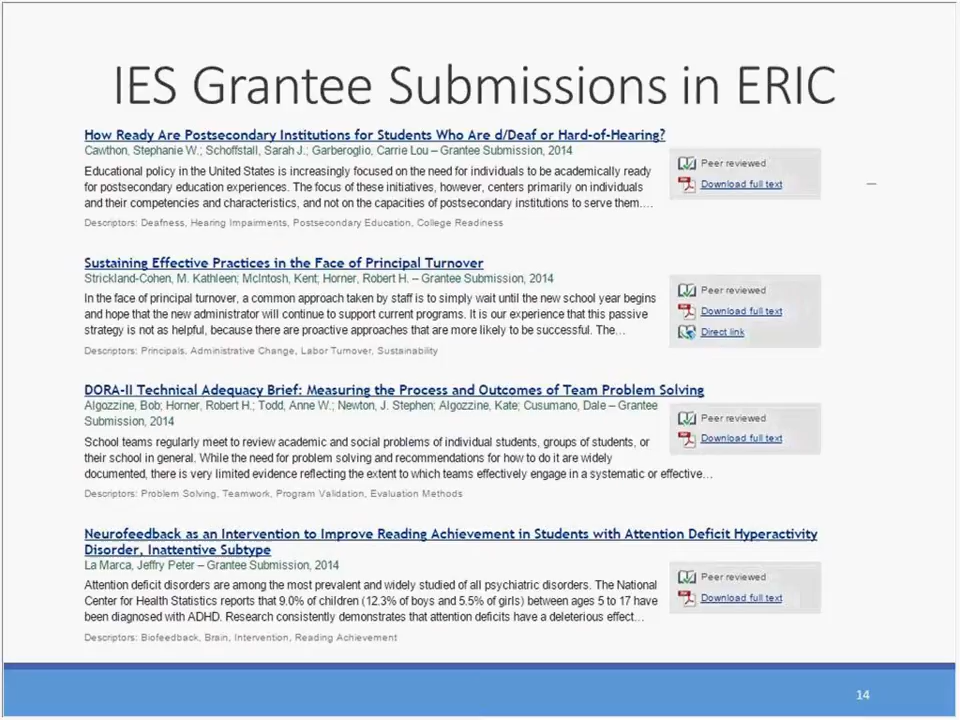 IES Grantee Submissions in ERIC
How Ready Are Postsecondary Institutions for Students Who Are d/Deaf or Hard-of-Hearing?
Cawthon, Stephanie W.; Schoffstall, Sarah J.; Garberoglio, Carrie Lou – Grantee Submission, 2014
Educational policy in the United States is increasingly focused on the need for individuals to be academically ready
for postsecondary education experiences. The focus of these initiatives, however, centers primarily on individuals
and their competencies and characteristics, and not on the capacities of postsecondary institutions to serve them....
Descriptors: Deafness, Hearing Impairments, Postsecondary Education, College Readiness
Peer reviewed
PDF Download full text
Sustaining Effective Practices in the Face of Principal Turnover
Strickland-Cohen, M. Kathleen; McIntosh, Kent; Horner, Robert H. – Grantee Submission, 2014
In the face of principal turnover, a common approach taken by staff is to simply wait until the new school year begins
and hope that the new administrator will continue to support current programs. It is our experience that this passive
strategy is not as helpful, because there are proactive approaches that are more likely to be successful. The...
Descriptors: Principals, Administrative Change, Labor Turnover, Sustainability
Peer reviewed
PDF Download full text
Direct link
DORA-II Technical Adequacy Brief: Measuring the Process and Outcomes of Team Problem Solving
Algozzine, Bob; Horner, Robert H.; Todd, Anne W.; Newton, J. Stephen; Algozzine, Kate; Cusumano, Dale – Grantee
Submission, 2014
School teams regularly meet to review academic and social problems of individual students, groups of students, or
their school in general. While the need for problem solving and recommendations for how to do it are widely
documented, there is very limited evidence reflecting the extent to which teams effectively engage in a systematic or effective...
Descriptors: Problem Solving, Teamwork, Program Validation, Evaluation Methods
Peer reviewed
PDF Download full text
Neurofeedback as an Intervention to Improve Reading Achievement in Students with Attention Deficit Hyperactivity
Disorder, Inattentive Subtype
La Marca, Jeffry Peter – Grantee Submission, 2014
Attention deficit disorders are among the most prevalent and widely studied of all psychiatric disorders. The National
Center for Health Statistics reports that 9.0% of children (12.3% of boys and 5.5% of girls) between ages 5 to 17 have
been diagnosed with ADHD. Research consistently demonstrates that attention deficits have a deleterious effect...
Descriptors: Biofeedback, Brain, Intervention, Reading Achievement
Peer reviewed
PDF Download full text
14